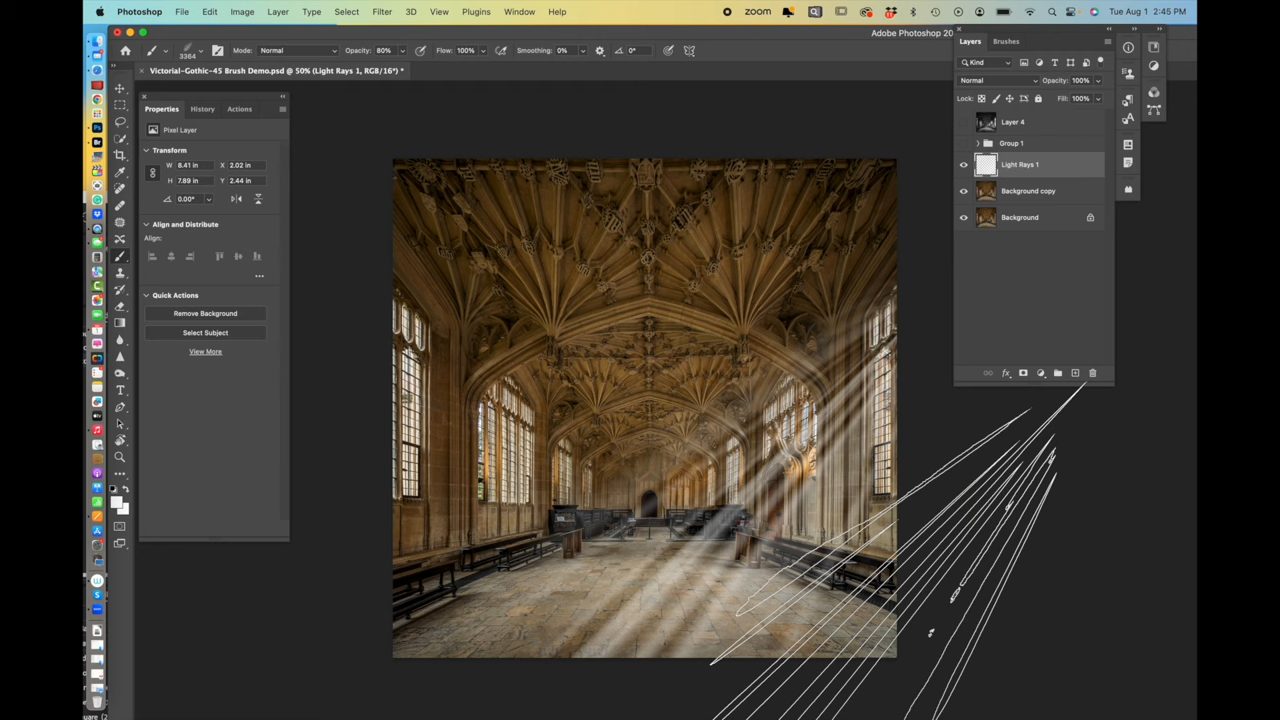 Photoshop File Edit Image Layer Type Select Filter 3D View Plugins Window Help
zoom Tue Aug 1 2:45 PM
Adobe Photoshop 20
3364 Mode: Normal Opacity: 80% Flow: 100% Smoothing: 0% 0°
Victorial-Gothic-45 Brush Demo.psd @ 50% (Light Rays 1, RGB/16*) *
Properties History Actions
Pixel Layer
Transform
W 8.41 in X 2.02 in
H 7.89 in Y 2.44 in
0.00°
Align and Distribute
Align:
Quick Actions
Remove Background
Select Subject
View More
Layers Brushes
Kind
Normal Opacity: 100%
Lock: Fill: 100%
Layer 4
Group 1
Light Rays 1
Background copy
Background
quare (2